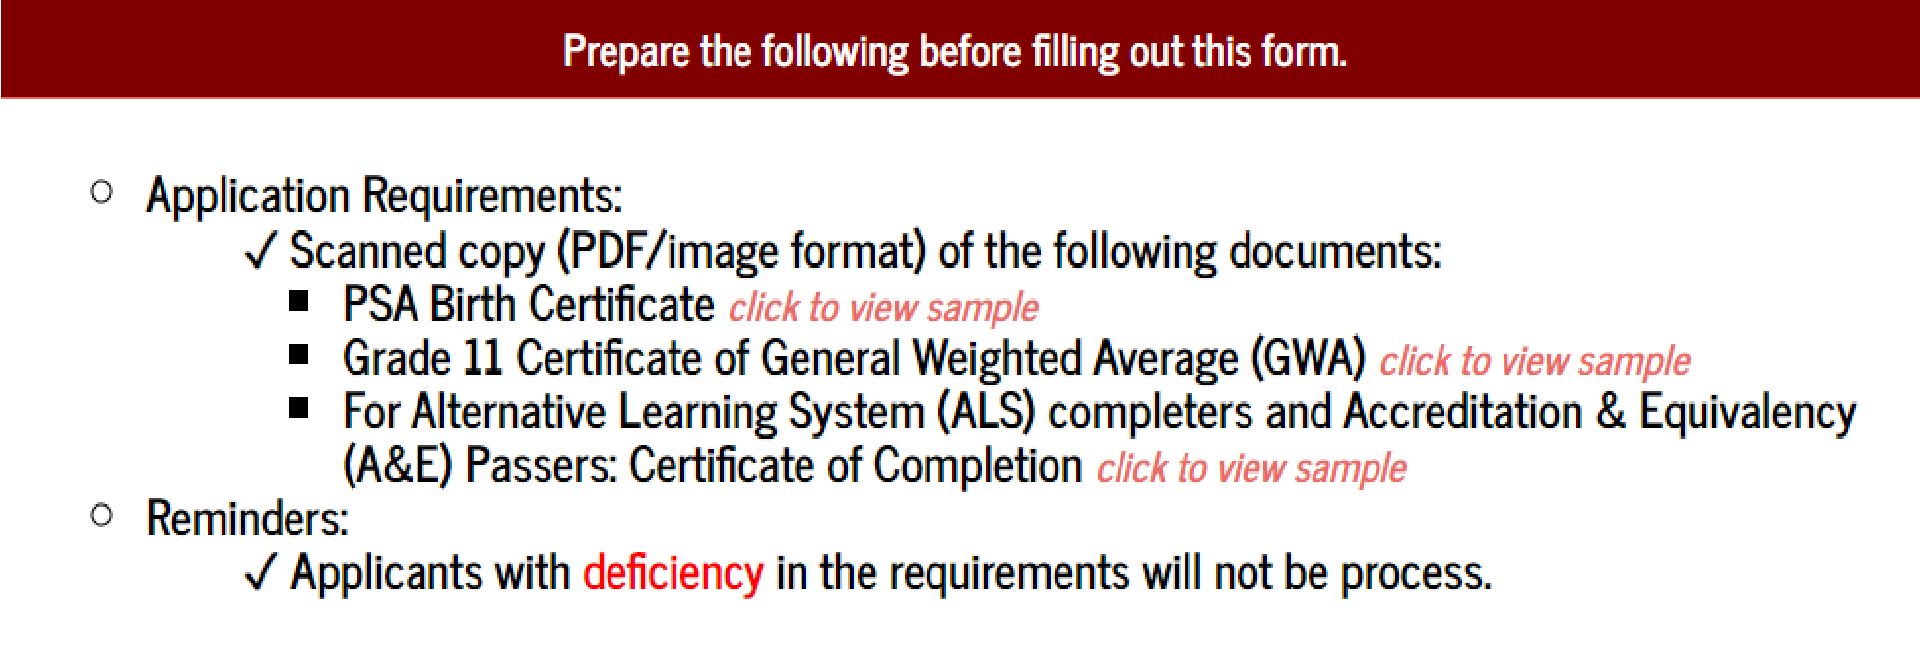 Prepare the following before filling out this form.
○ Application Requirements:
✓ Scanned copy (PDF/image format) of the following documents:
■ PSA Birth Certificate click to view sample
■ Grade 11 Certificate of General Weighted Average (GWA) click to view sample
■ For Alternative Learning System (ALS) completers and Accreditation & Equivalency
(A&E) Passers: Certificate of Completion click to view sample
○ Reminders:
✓ Applicants with deficiency in the requirements will not be process.